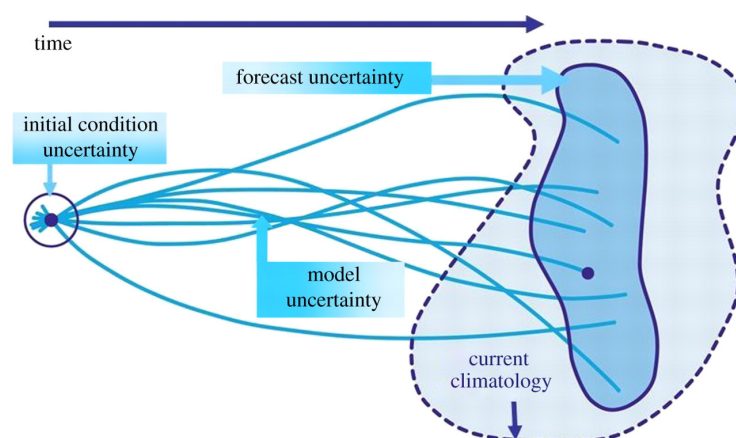 time
forecast uncertainty
initial condition
uncertainty
model
uncertainty
current
climatology